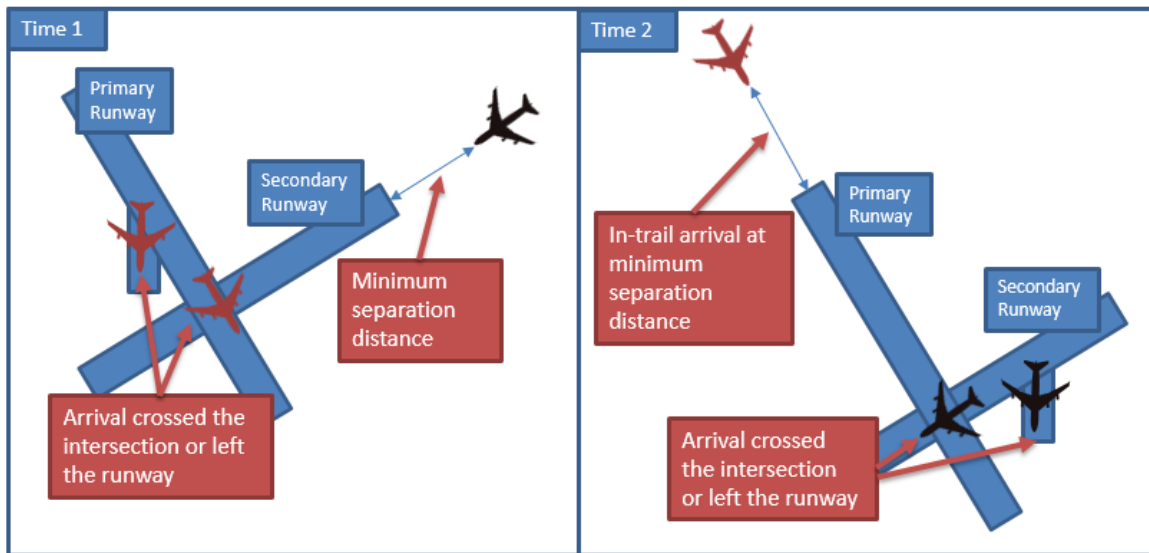 Time 1
Primary
Runway
Secondary
Runway
Minimum
separation
distance
Arrival crossed the
intersection or left
the runway
Time 2
Primary
Runway
In-trail arrival at
minimum
separation
distance
Secondary
Runway
Arrival crossed
the intersection
or left the runway